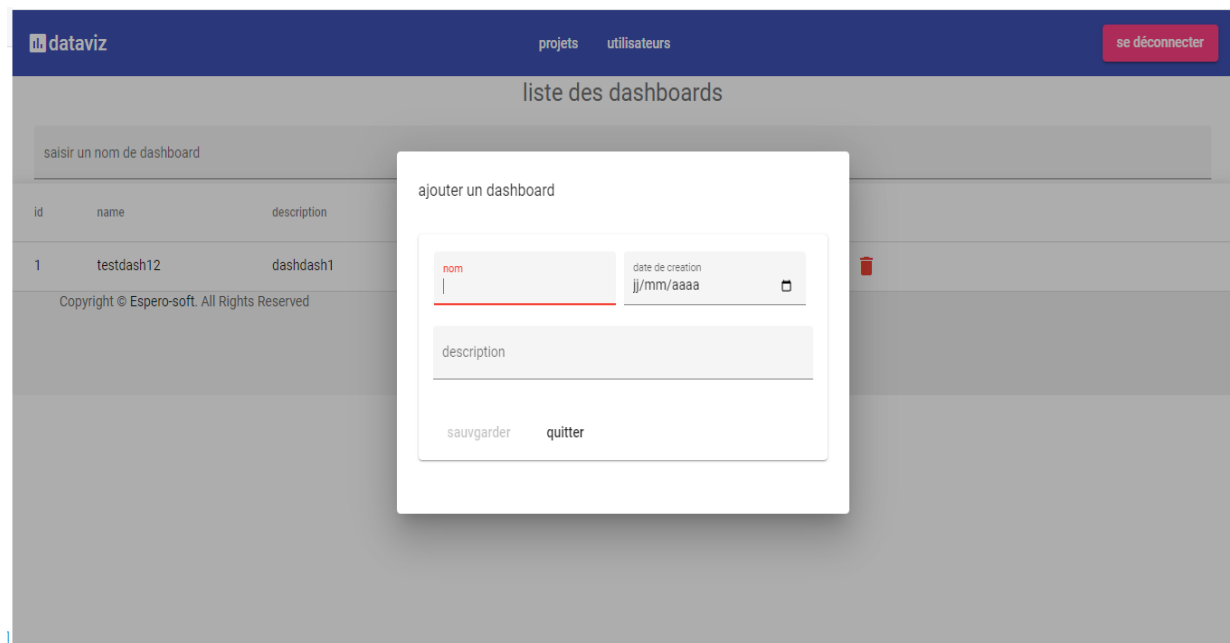 dataviz
projets utilisateurs
se déconnecter
liste des dashboards
saisir un nom de dashboard
id name description
1 testdash12 dashdash1
Copyright © Espero-soft. All Rights Reserved
ajouter un dashboard
nom
date de creation
jj/mm/aaaa
description
sauvgarder quitter